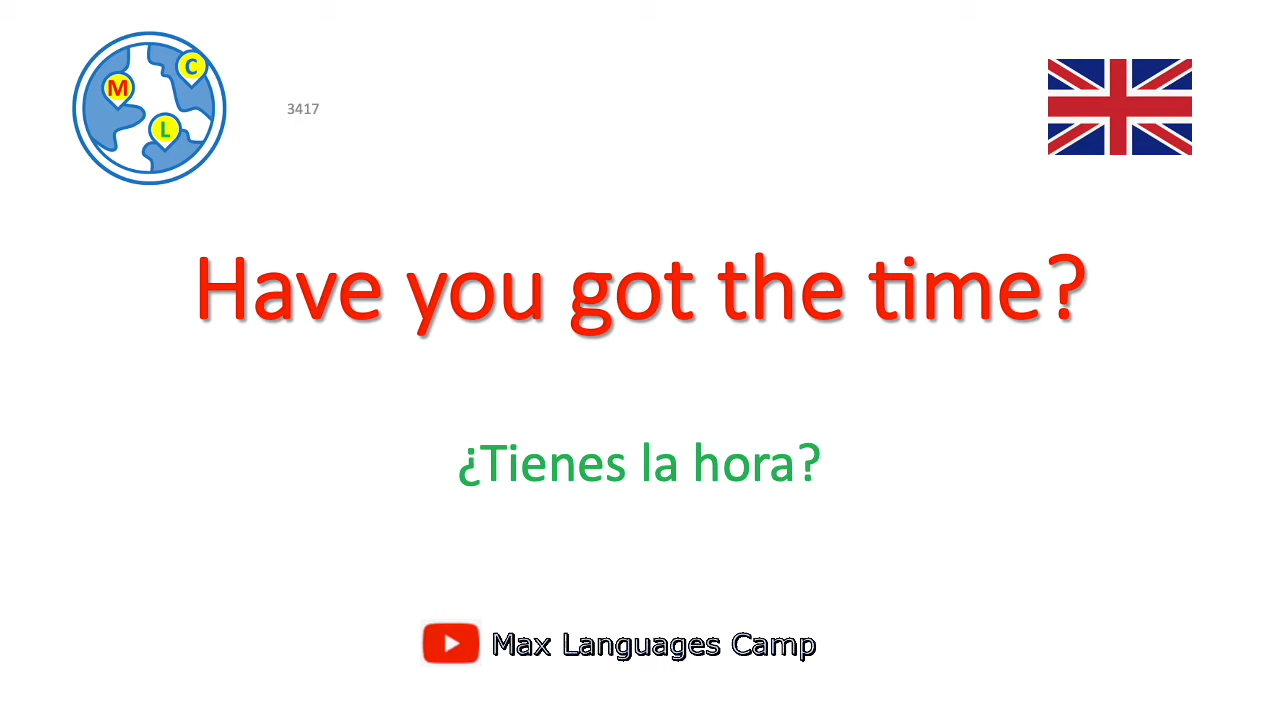 M
C
L
3417
Have you got the time?
¿Tienes la hora?
Max Languages Camp